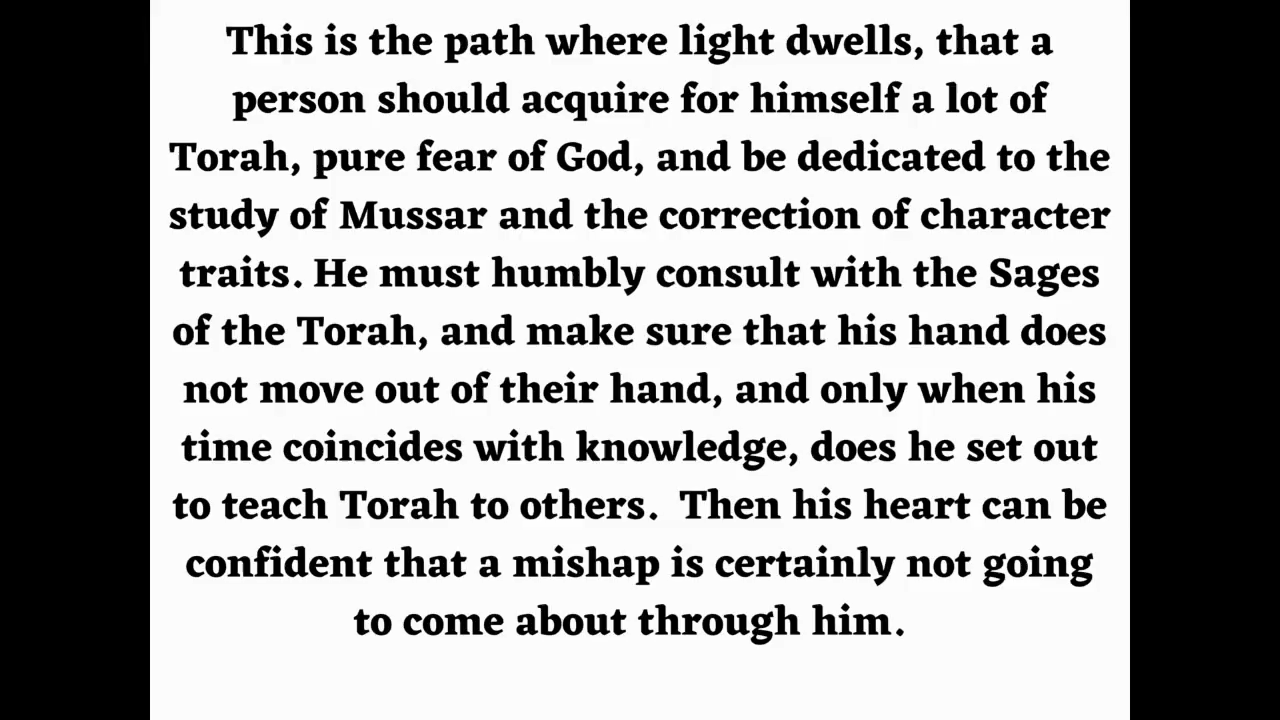 This is the path where light dwells, that a
person should acquire for himself a lot of
Torah, pure fear of God, and be dedicated to the
study of Mussar and the correction of character
traits. He must humbly consult with the Sages
of the Torah, and make sure that his hand does
not move out of their hand, and only when his
time coincides with knowledge, does he set out
to teach Torah to others.  Then his heart can be
confident that a mishap is certainly not going
to come about through him.